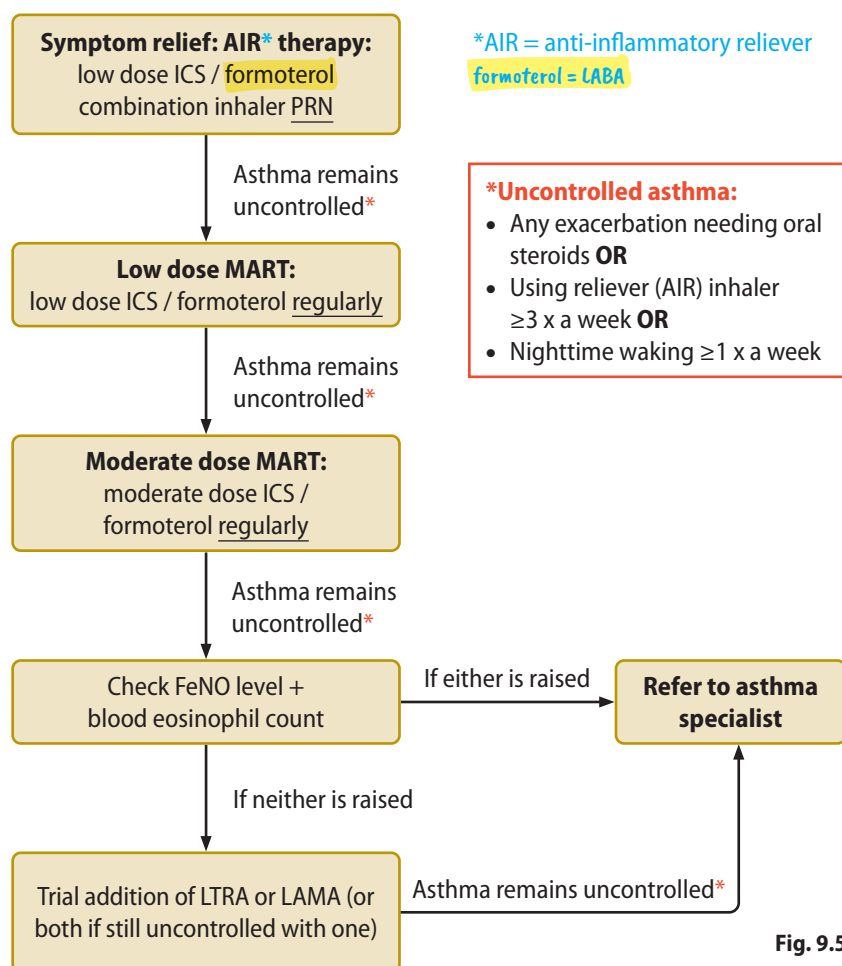 Symptom relief: AIR* therapy:
low dose ICS / formoterol
combination inhaler PRN
*AIR = anti-inflammatory reliever
formoterol = LABA
Asthma remains
uncontrolled*
*Uncontrolled asthma:
• Any exacerbation needing oral
steroids OR
• Using reliever (AIR) inhaler
≥3 x a week OR
• Nighttime waking ≥1 x a week
Low dose MART:
low dose ICS / formoterol regularly
Asthma remains
uncontrolled*
Moderate dose MART:
moderate dose ICS /
formoterol regularly
Asthma remains
uncontrolled*
Check FeNO level +
blood eosinophil count
If either is raised
Refer to asthma
specialist
If neither is raised
Trial addition of LTRA or LAMA (or
both if still uncontrolled with one)
Asthma remains uncontrolled*
Fig. 9.5